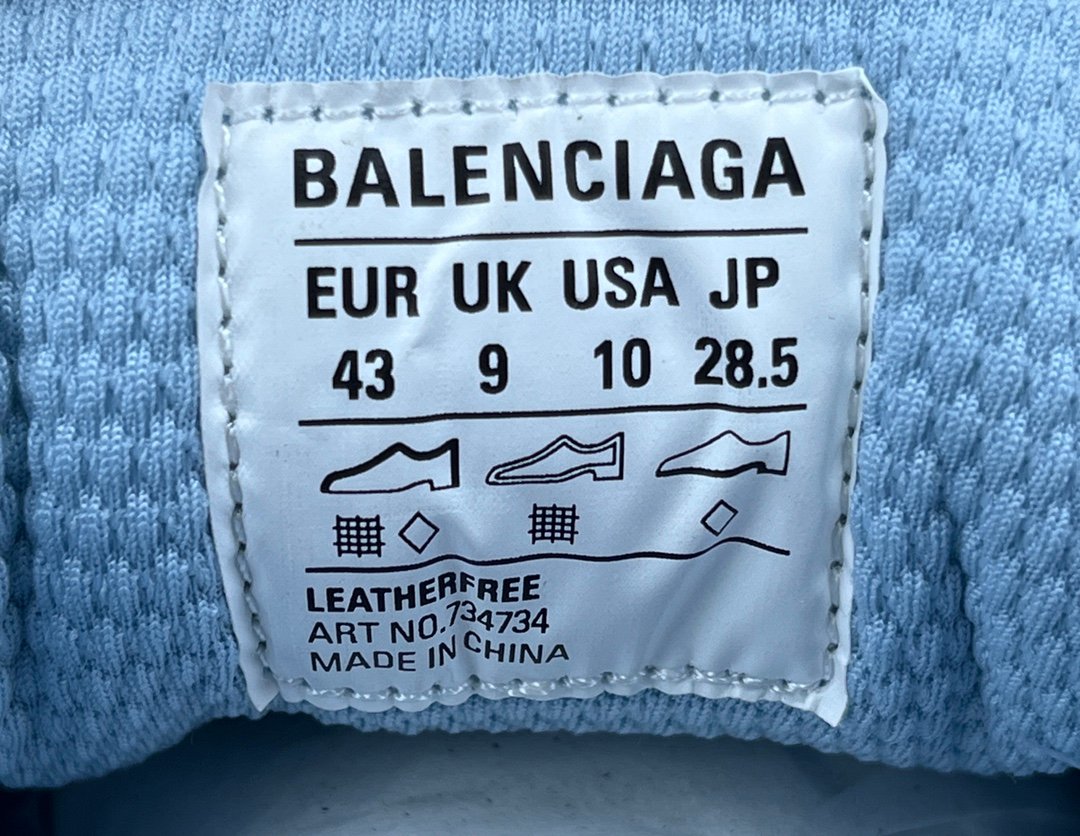 BALENCIAGA
EUR UK USA JP
43 9 10 28.5
LEATHERFREE
ART NO.734734
MADE IN CHINA